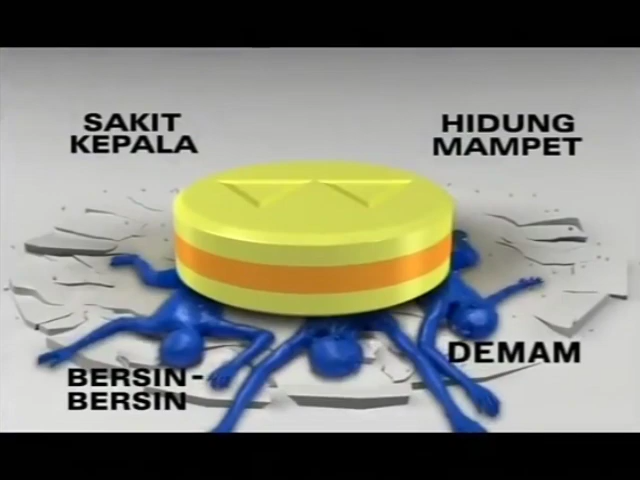 SAKIT
KEPALA
HIDUNG
MAMPET
DEMAM
BERSIN-
BERSIN